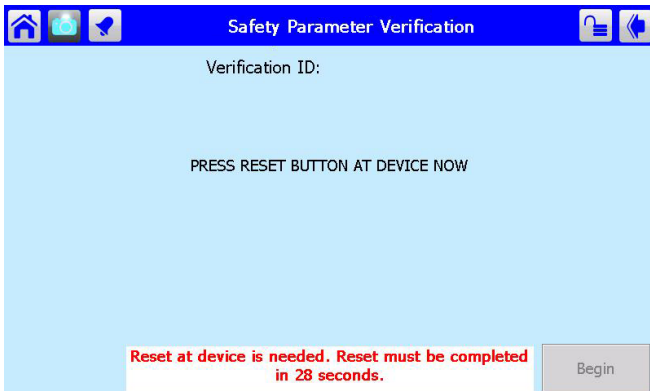 Safety Parameter Verification
Verification ID:
PRESS RESET BUTTON AT DEVICE NOW
Reset at device is needed. Reset must be completed
in 28 seconds.
Begin